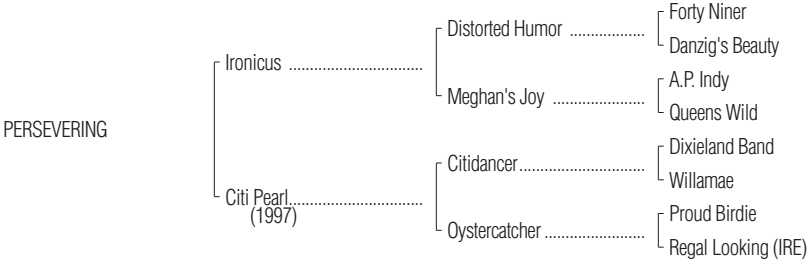 Forty Niner
Distorted Humor ...................
Danzig's Beauty
Ironicus .................................
A.P. Indy
Meghan's Joy .......................
Queens Wild
PERSEVERING
Dixieland Band
Citidancer...............................
Willamae
Citi Pearl.................................
(1997)
Proud Birdie
Oystercatcher .........................
Regal Looking (IRE)